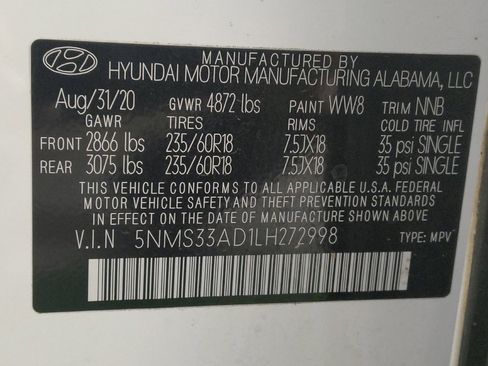 MANUFACTURED BY
HYUNDAI MOTOR MANUFACTURING ALABAMA, LLC
Aug/31/20 GVWR 4872 lbs PAINT WW8 TRIM NNB
GAWR TIRES RIMS COLD TIRE INFL
FRONT 2866 lbs 235/60R18 7.5JX18 35 psi SINGLE
REAR 3075 lbs 235/60R18 7.5JX18 35 psi SINGLE
THIS VEHICLE CONFORMS TO ALL APPLICABLE U.S.A. FEDERAL
MOTOR VEHICLE SAFETY AND THEFT PREVENTION STANDARDS
IN EFFECT ON THE DATE OF MANUFACTURE SHOWN ABOVE.
V.I.N 5NMS33AD1LH272998 TYPE: MPV